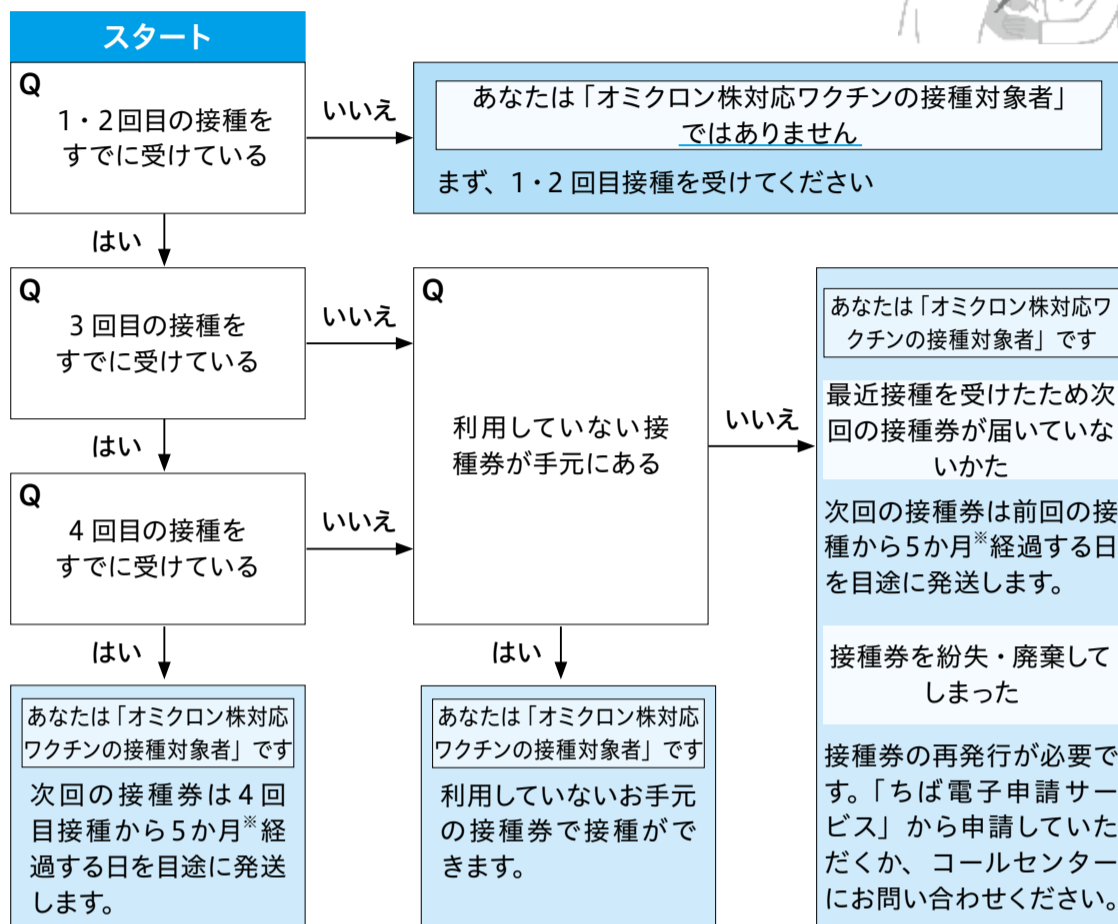 スタート
Q
1・2回目の接種を
すでに受けている
いいえ
あなたは「オミクロン株対応ワクチンの接種対象者」
ではありません
まず、1・2 回目接種を受けてください
はい
Q
3 回目の接種を
すでに受けている
いいえ
はい
Q
4 回目の接種を
すでに受けている
いいえ
はい
Q
利用していない接
種券が手元にある
いいえ
はい
あなたは「オミクロン株対応ワ
クチンの接種対象者」です
最近接種を受けたため次
回の接種券が届いていな
いかた
次回の接種券は前回の接
種から5か月※経過する日
を目途に発送します。
接種券を紛失・廃棄して
しまった
接種券の再発行が必要で
す。「ちば電子申請サー
ビス」から申請していた
だくか、コールセンター
にお問い合わせください。
あなたは「オミクロン株対応
ワクチンの接種対象者」です
次回の接種券は4回
目接種から5か月※経
過する日を目途に発送
します。
あなたは「オミクロン株対応
ワクチンの接種対象者」です
利用していないお手元
の接種券で接種がで
きます。